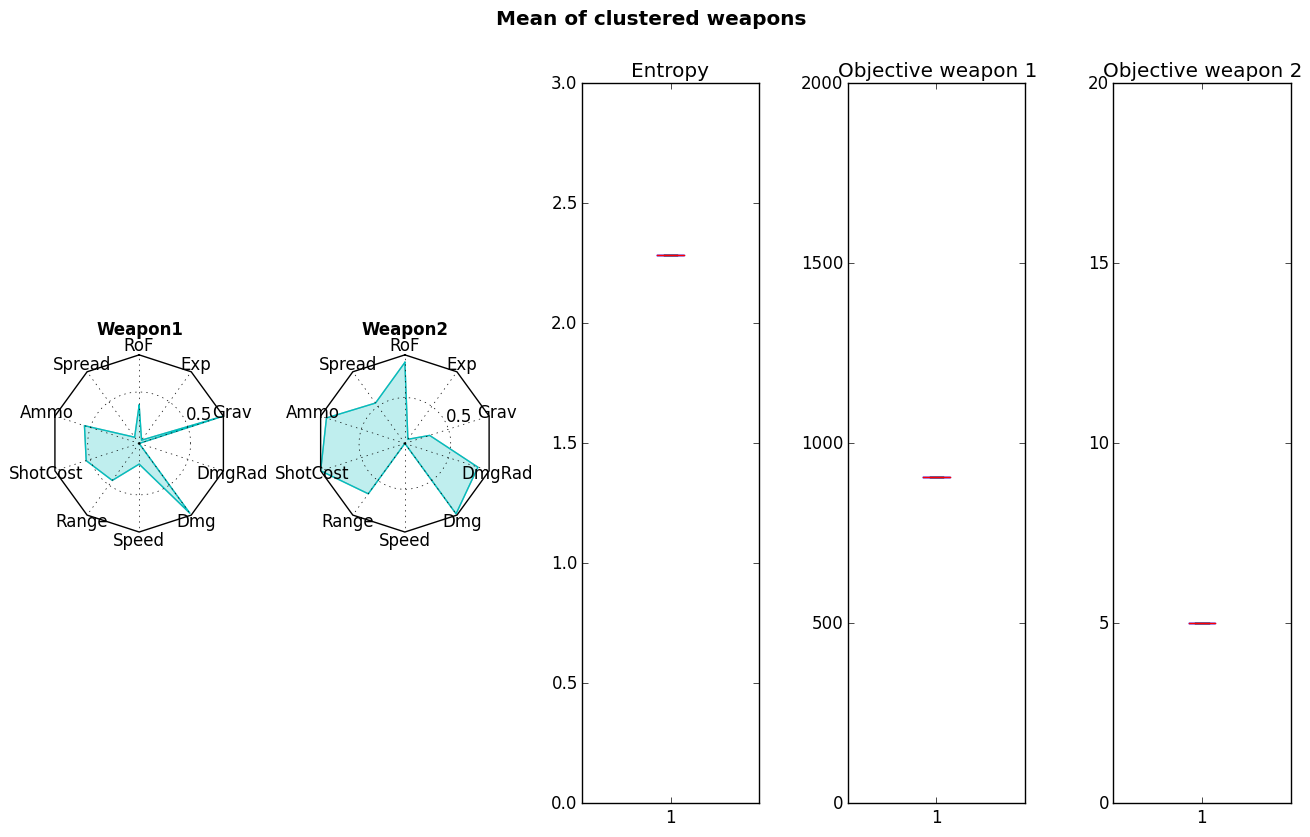 Mean of clustered weapons
Weapon1
RoF
Exp
Spread
Grav
0.5
Ammo
DmgRad
ShotCost
Dmg
Range
Speed
Weapon2
RoF
Exp
Spread
Grav
0.5
Ammo
DmgRad
ShotCost
Dmg
Range
Speed
Entropy
3.0
2.5
2.0
1.5
1.0
0.5
0.0
1
Objective weapon 1
2000
1500
1000
500
0
1
Objective weapon 2
20
15
10
5
0
1